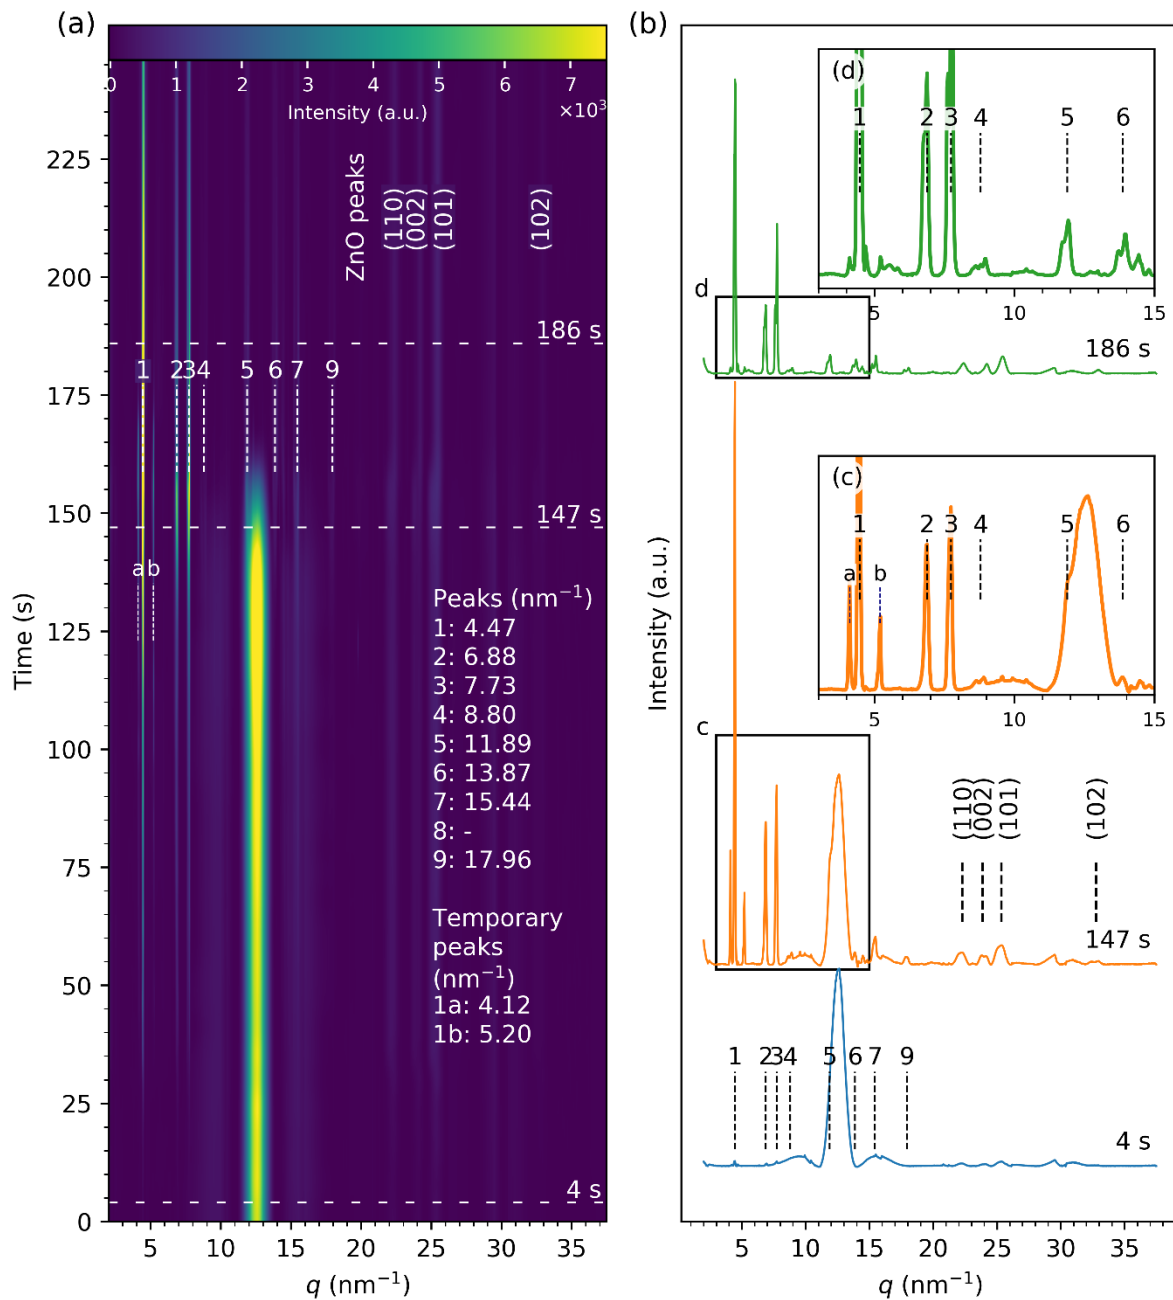 (a)
0 1 2 3 4 5 6 7
Intensity (a.u.)
×10³
ZnO peaks
(110)
(002)
(101)
(102)
186 s
1 2 3 4 5 6 7 9
147 s
a b
Peaks (nm⁻¹)
1: 4.47
2: 6.88
3: 7.73
4: 8.80
5: 11.89
6: 13.87
7: 15.44
8: -
9: 17.96
Temporary
peaks
(nm⁻¹)
1a: 4.12
1b: 5.20
4 s
225
200
175
150
125
100
75
50
25
0
Time (s)
5 10 15 20 25 30 35
q (nm⁻¹)
(b)
(d)
1 2 3 4 5 6
5 10 15
d
186 s
(c)
1 2 3 4 5 6
a b
5 10 15
c
(110)
(002)
(101)
(102)
147 s
1 2 3 4 5 6 7 9
4 s
Intensity (a.u.)
5 10 15 20 25 30 35
q (nm⁻¹)